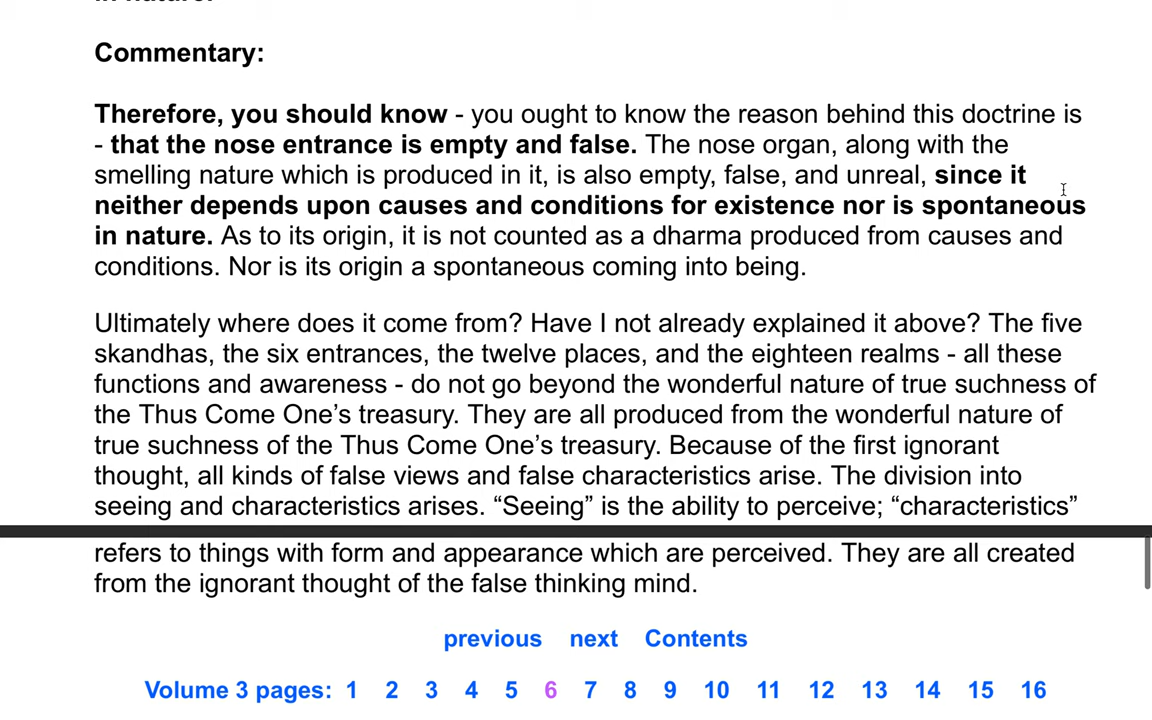 Commentary:
Therefore, you should know - you ought to know the reason behind this doctrine is
- that the nose entrance is empty and false. The nose organ, along with the
smelling nature which is produced in it, is also empty, false, and unreal, since it
neither depends upon causes and conditions for existence nor is spontaneous
in nature. As to its origin, it is not counted as a dharma produced from causes and
conditions. Nor is its origin a spontaneous coming into being.
Ultimately where does it come from? Have I not already explained it above? The five
skandhas, the six entrances, the twelve places, and the eighteen realms - all these
functions and awareness - do not go beyond the wonderful nature of true suchness of
the Thus Come One’s treasury. They are all produced from the wonderful nature of
true suchness of the Thus Come One’s treasury. Because of the first ignorant
thought, all kinds of false views and false characteristics arise. The division into
seeing and characteristics arises. “Seeing” is the ability to perceive; “characteristics”
refers to things with form and appearance which are perceived. They are all created
from the ignorant thought of the false thinking mind.
previous next Contents
Volume 3 pages: 1 2 3 4 5 6 7 8 9 10 11 12 13 14 15 16